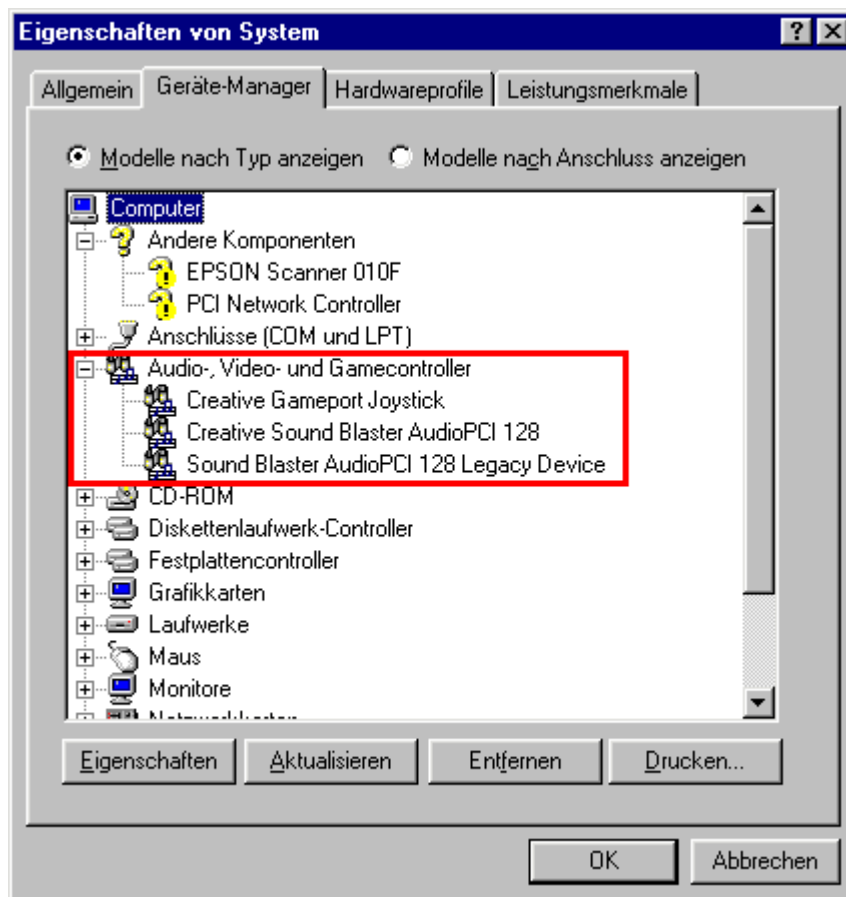 Eigenschaften von System
Allgemein Geräte-Manager Hardwareprofile Leistungsmerkmale
Modelle nach Typ anzeigen Modelle nach Anschluss anzeigen
Computer
Andere Komponenten
EPSON Scanner 010F
PCI Network Controller
Anschlüsse (COM und LPT)
Audio-, Video- und Gamecontroller
Creative Gameport Joystick
Creative Sound Blaster AudioPCI 128
Sound Blaster AudioPCI 128 Legacy Device
CD-ROM
Diskettenlaufwerk-Controller
Festplattencontroller
Grafikkarten
Laufwerke
Maus
Monitore
Eigenschaften Aktualisieren Entfernen Drucken...
OK Abbrechen